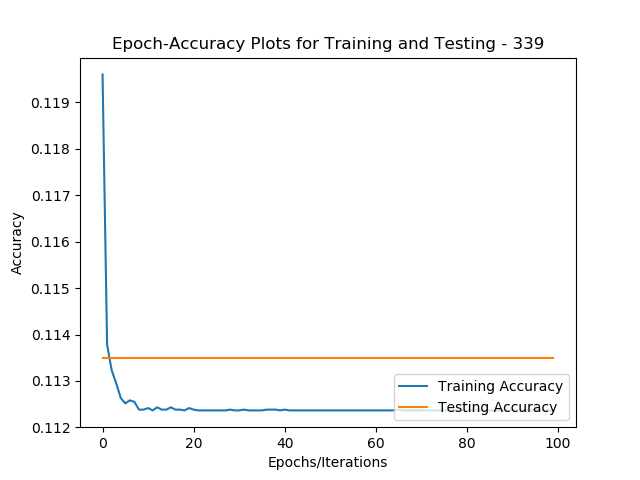 Epoch-Accuracy Plots for Training and Testing - 339
Accuracy
0.119
0.118
0.117
0.116
0.115
0.114
0.113
0.112
0
20
40
60
80
100
Epochs/Iterations
Training Accuracy
Testing Accuracy